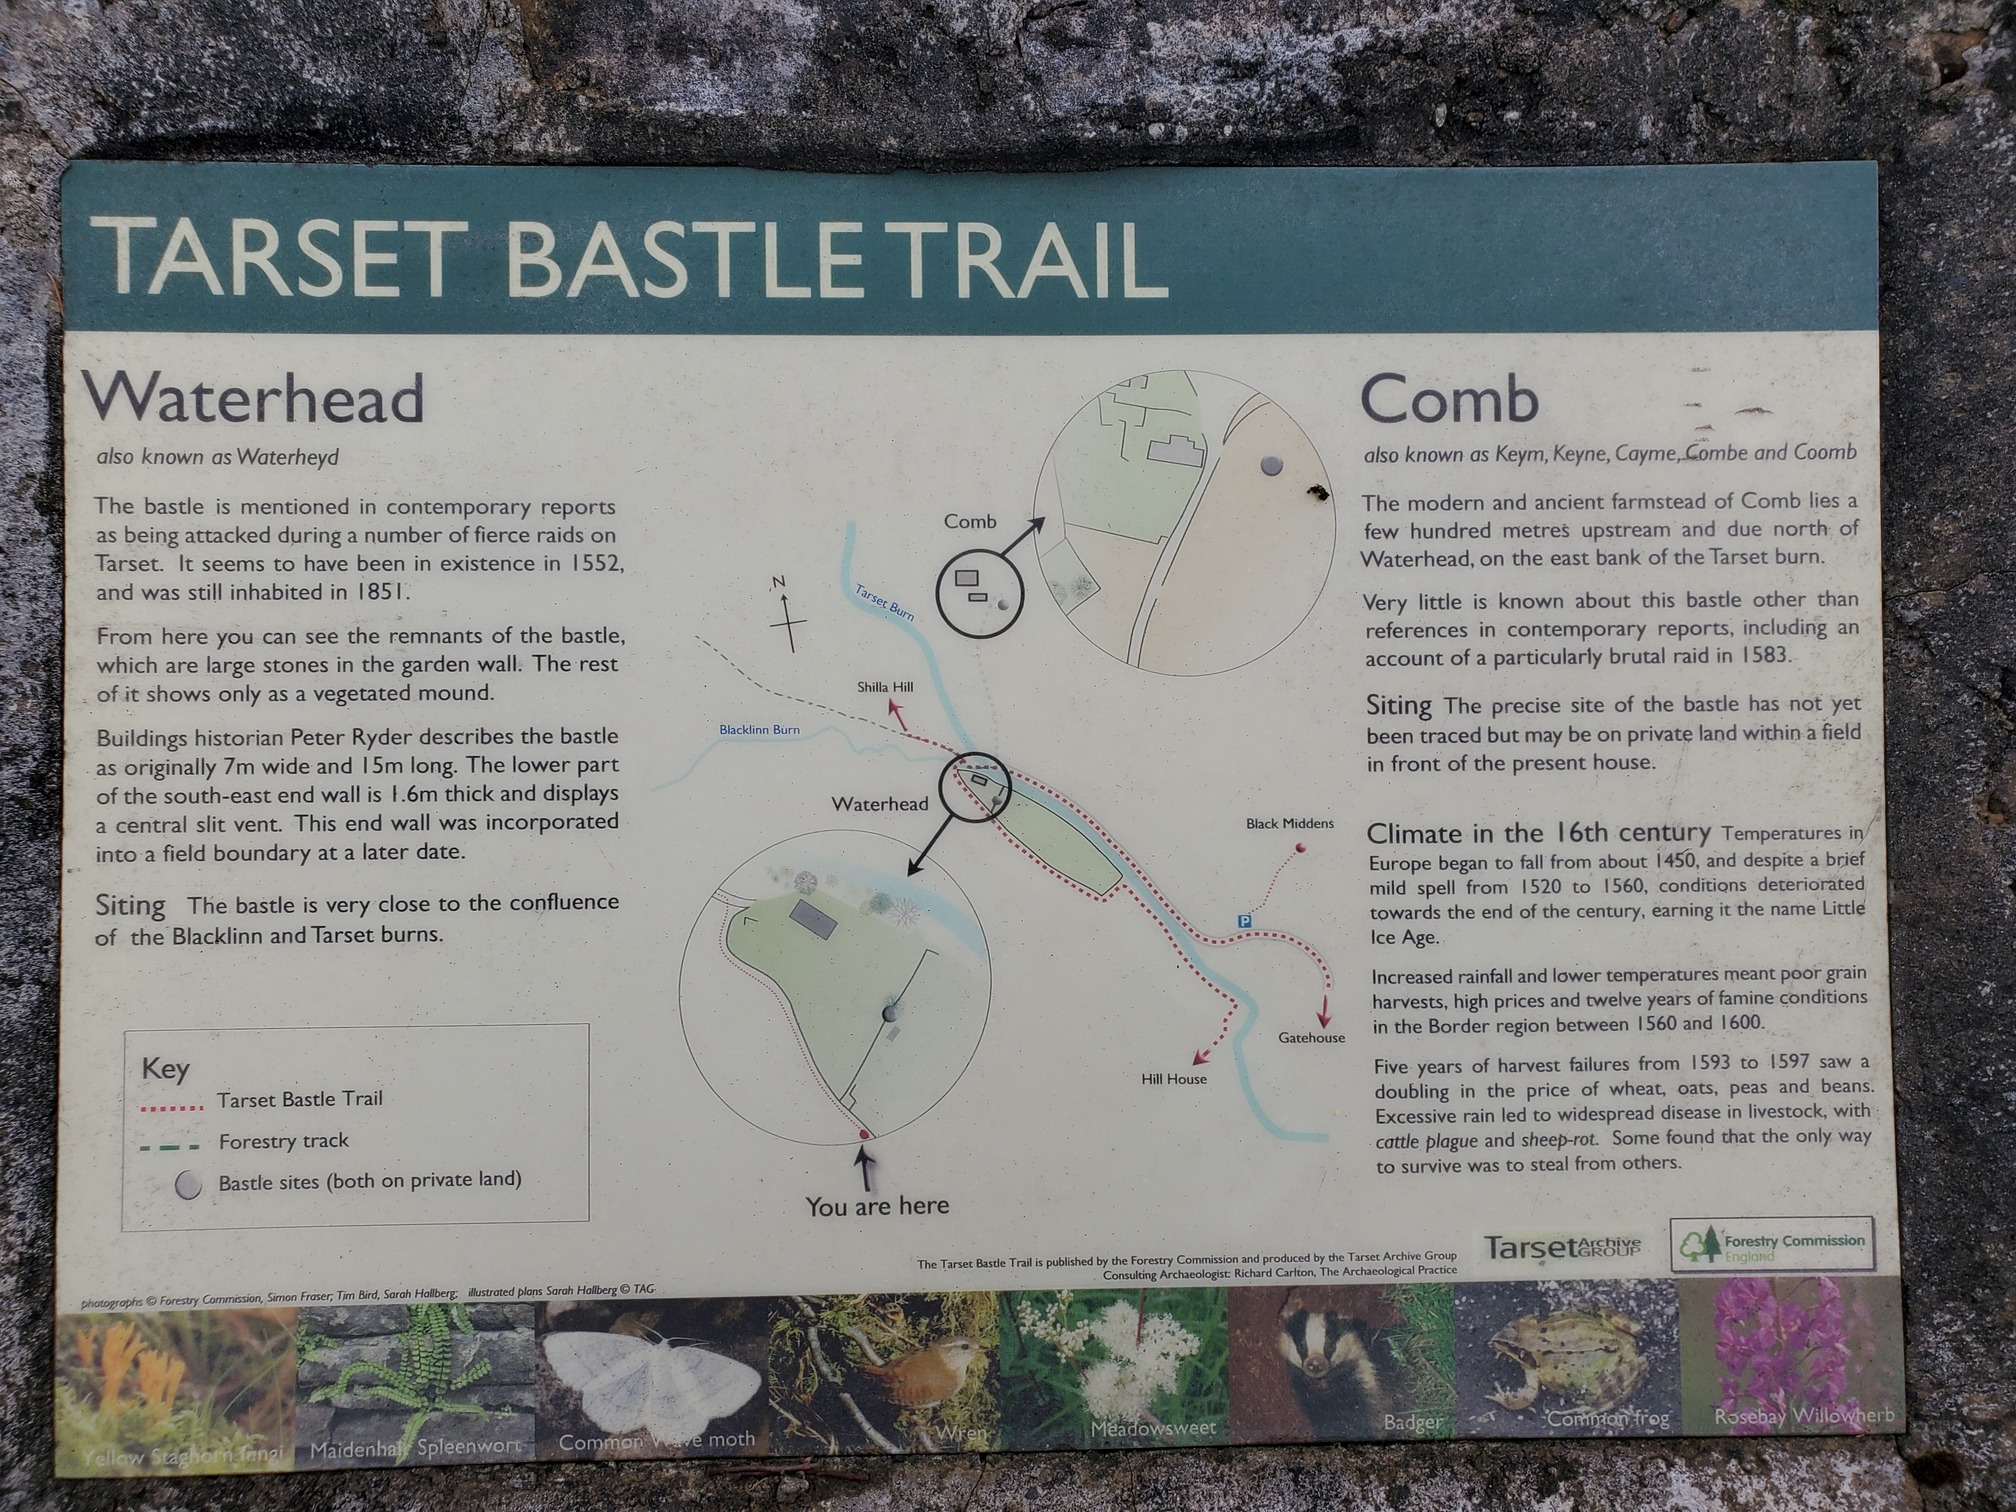 TARSET BASTLE TRAIL
Waterhead
also known as Waterheyd
The bastle is mentioned in contemporary reports
as being attacked during a number of fierce raids on
Tarset. It seems to have been in existence in 1552,
and was still inhabited in 1851.
From here you can see the remnants of the bastle,
which are large stones in the garden wall. The rest
of it shows only as a vegetated mound.
Buildings historian Peter Ryder describes the bastle
as originally 7m wide and 15m long. The lower part
of the south-east end wall is 1.6m thick and displays
a central slit vent. This end wall was incorporated
into a field boundary at a later date.
Siting The bastle is very close to the confluence
of the Blacklinn and Tarset burns.
Key
Tarset Bastle Trail
Forestry track
Bastle sites (both on private land)
Comb
N
Tarset Burn
Shilla Hill
Blacklinn Burn
Waterhead
Black Middens
P
Gatehouse
Hill House
You are here
Comb
also known as Keym, Keyne, Cayme, Combe and Coomb
The modern and ancient farmstead of Comb lies a
few hundred metres upstream and due north of
Waterhead, on the east bank of the Tarset burn.
Very little is known about this bastle other than
references in contemporary reports, including an
account of a particularly brutal raid in 1583.
Siting The precise site of the bastle has not yet
been traced but may be on private land within a field
in front of the present house.
Climate in the 16th century Temperatures in
Europe began to fall from about 1450, and despite a brief
mild spell from 1520 to 1560, conditions deteriorated
towards the end of the century, earning it the name Little
Ice Age.
Increased rainfall and lower temperatures meant poor grain
harvests, high prices and twelve years of famine conditions
in the Border region between 1560 and 1600.
Five years of harvest failures from 1593 to 1597 saw a
doubling in the price of wheat, oats, peas and beans.
Excessive rain led to widespread disease in livestock, with
cattle plague and sheep-rot. Some found that the only way
to survive was to steal from others.
Tarset Archive GROUP
Forestry Commission
England
The Tarset Bastle Trail is published by the Forestry Commission and produced by the Tarset Archive Group
Consulting Archaeologist: Richard Carlton, The Archaeological Practice
photographs © Forestry Commission, Simon Fraser, Tim Bird, Sarah Hallberg; illustrated plans Sarah Hallberg © TAG
Yellow Staghorn fungi
Maidenhair Spleenwort
Common Wave moth
Wren
Meadowsweet
Badger
Common frog
Rosebay Willowherb